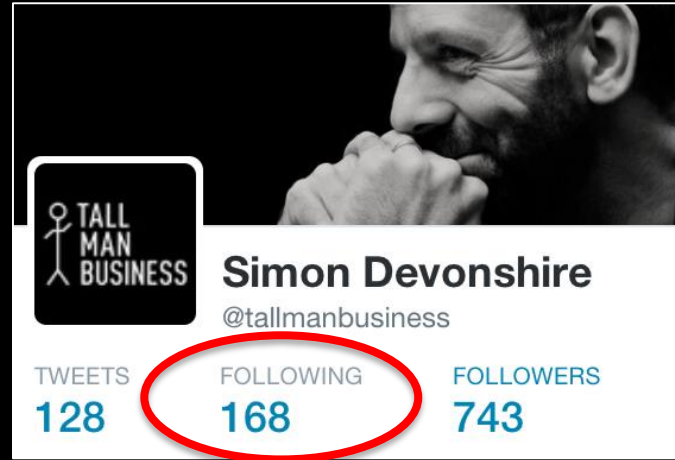 TALL
MAN
BUSINESS
Simon Devonshire
@tallmanbusiness
TWEETS FOLLOWING FOLLOWERS
128 168 743